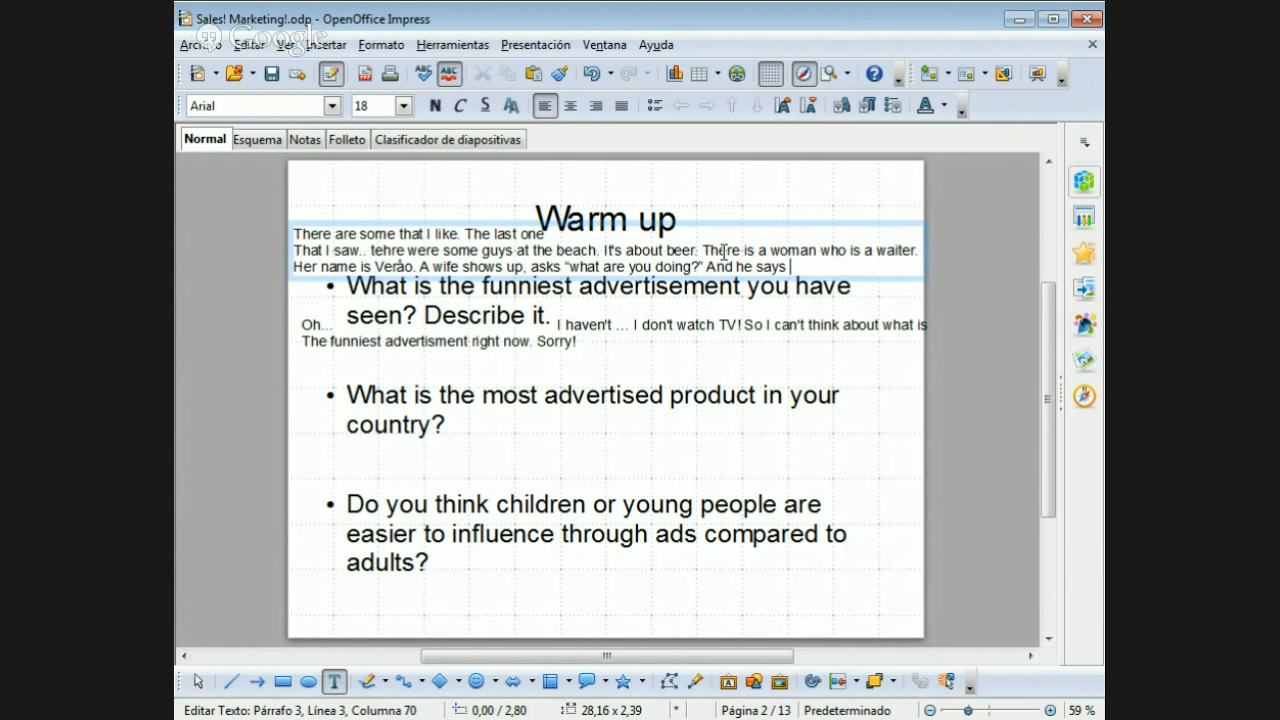 Sales! Marketing!.odp - OpenOffice Impress
Google
Archivo Editar Ver Insertar Formato Herramientas Presentación Ventana Ayuda
Arial 18 N C S A
Normal Esquema Notas Folleto Clasificador de diapositivas
Warm up
There are some that I like. The last one
That I saw.. tehre were some guys at the beach. It's about beer. There is a woman who is a waiter.
Her name is Verão. A wife shows up, asks “what are you doing?” And he says
• What is the funniest advertisement you have
seen? Describe it.
Oh... I haven't ... I don't watch TV! So I can't think about what is
The funniest advertisment right now. Sorry!
• What is the most advertised product in your
country?
• Do you think children or young people are
easier to influence through ads compared to
adults?
Editar Texto: Párrafo 3, Línea 3, Columna 70 0,00 / 2,80 28,16 x 2,39 * Página 2 / 13 Predeterminado 59 %